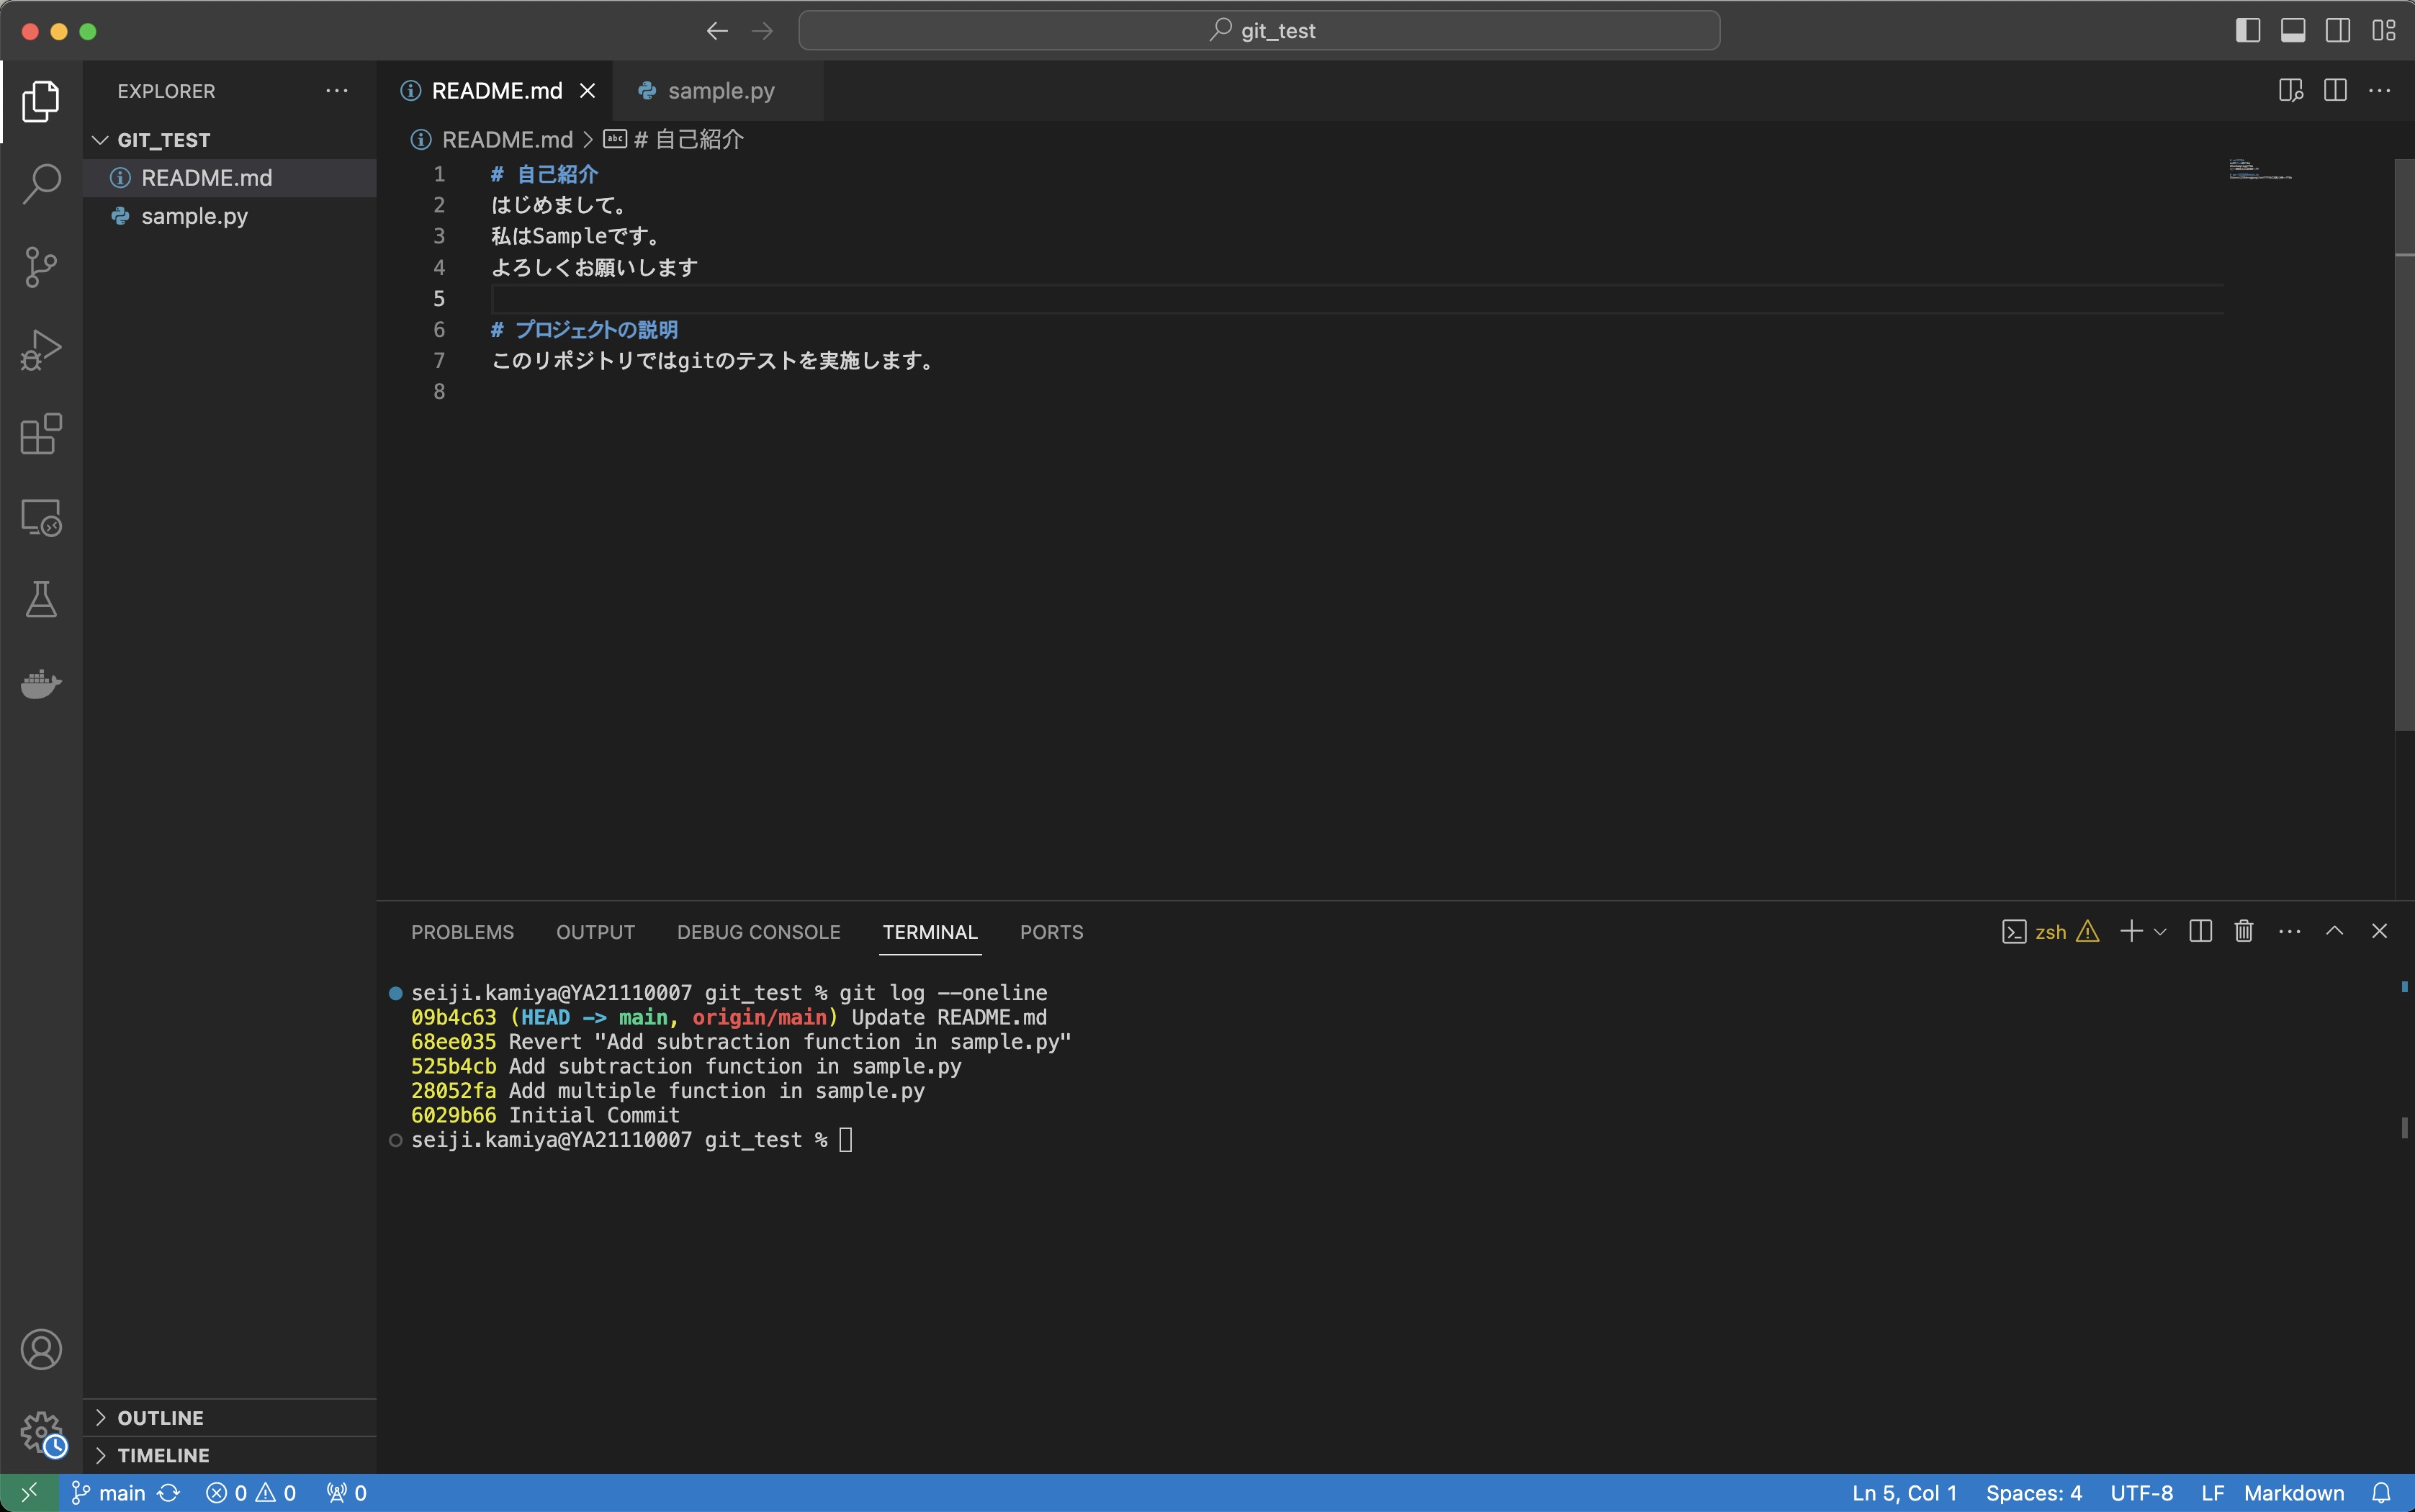 git_test
EXPLORER
GIT_TEST
README.md
sample.py
OUTLINE
TIMELINE
README.md
sample.py
README.md > # 自己紹介
1 # 自己紹介
2 はじめまして。
3 私はSampleです。
4 よろしくお願いします
5
6 # プロジェクトの説明
7 このリポジトリではgitのテストを実施します。
8
PROBLEMS OUTPUT DEBUG CONSOLE TERMINAL PORTS
zsh
seiji.kamiya@YA21110007 git_test % git log --oneline
09b4c63 (HEAD -> main, origin/main) Update README.md
68ee035 Revert "Add subtraction function in sample.py"
525b4cb Add subtraction function in sample.py
28052fa Add multiple function in sample.py
6029b66 Initial Commit
seiji.kamiya@YA21110007 git_test %
main 0 0 0
Ln 5, Col 1 Spaces: 4 UTF-8 LF Markdown